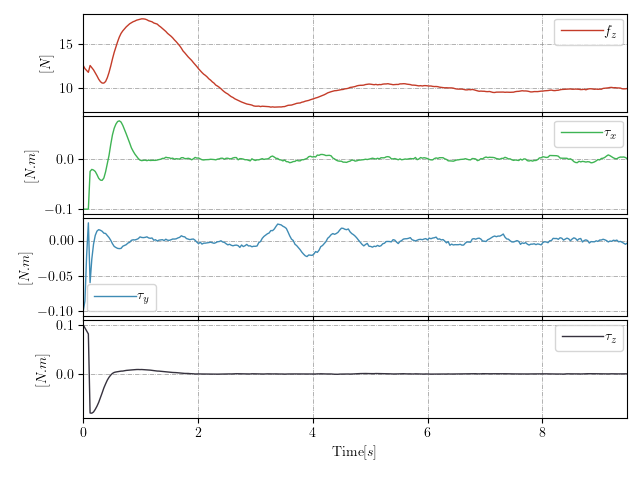 f_z
15
10
[N]
τ_x
0.0
−0.1
[N.m]
0.00
−0.05
−0.10
[N.m]
τ_y
τ_z
0.1
0.0
[N.m]
0 2 4 6 8
Time[s]